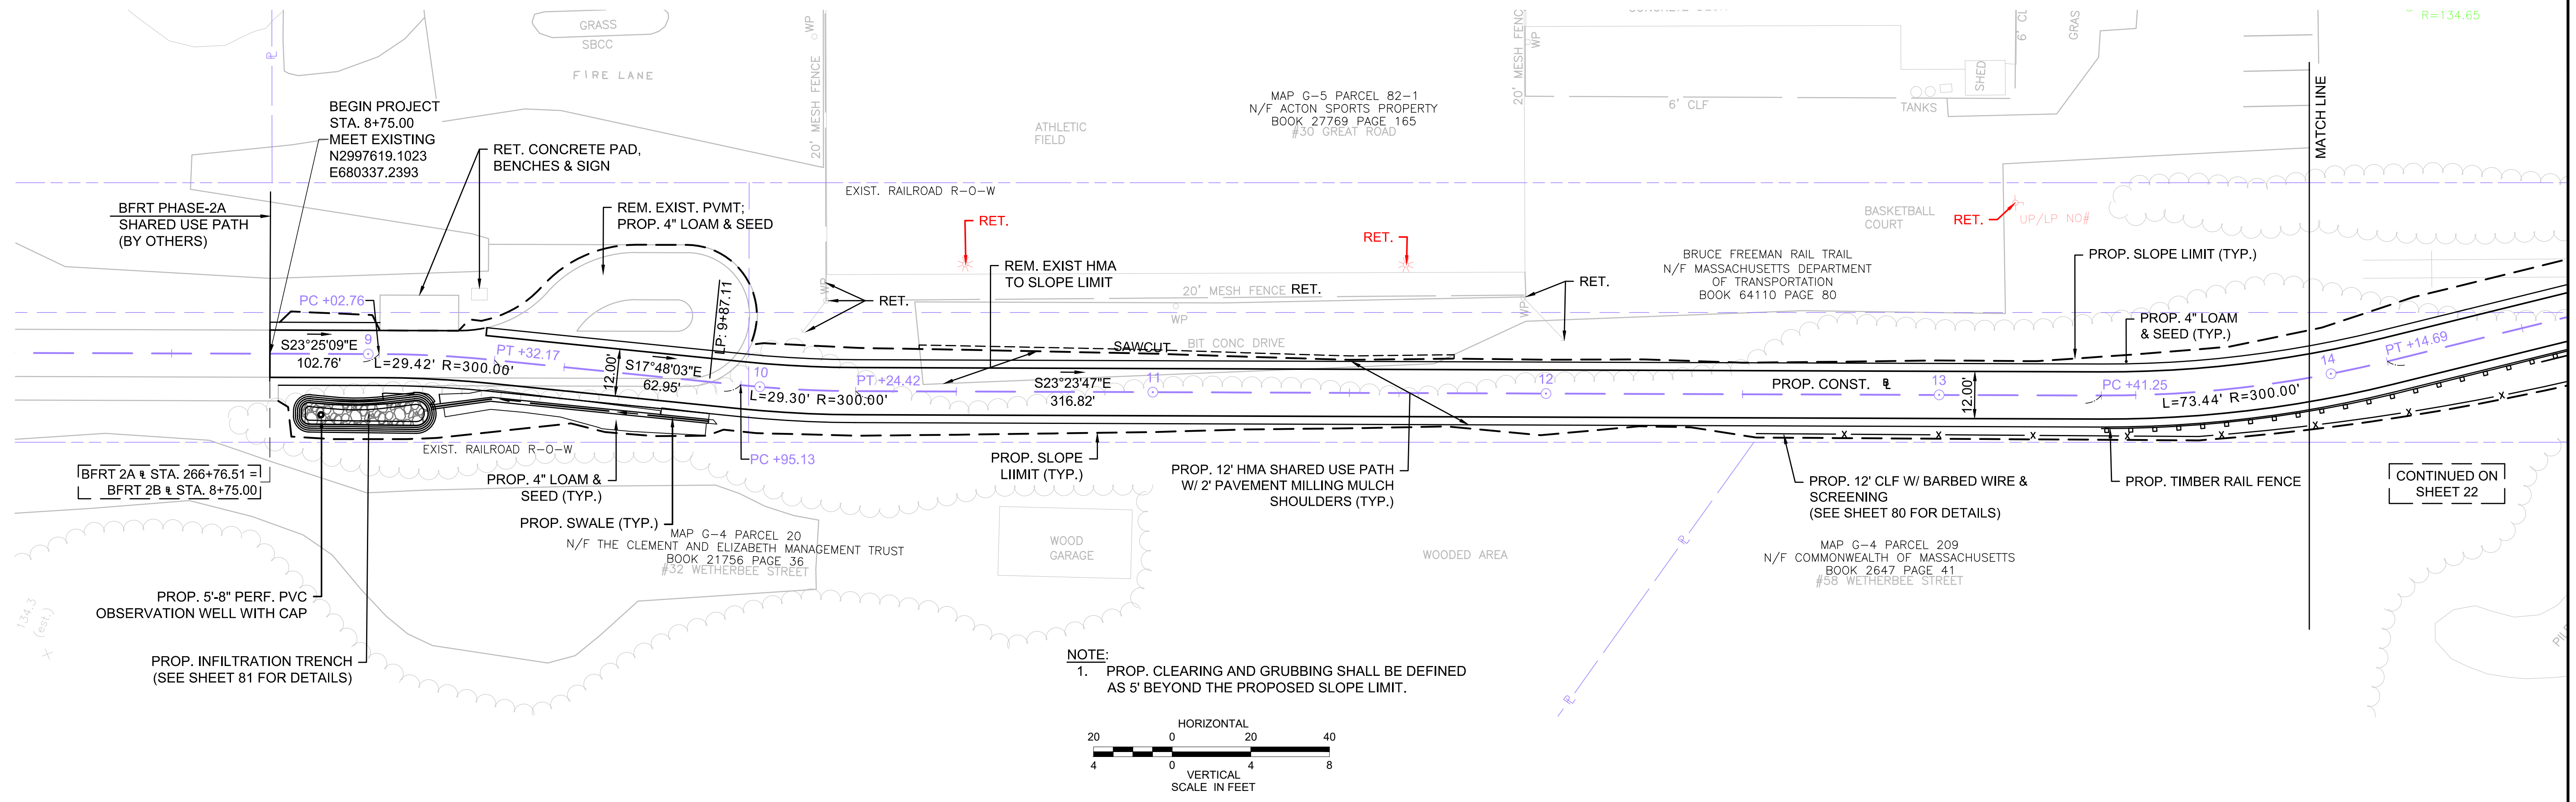 GRASS
SBCC
FIRE LANE
WP
20' MESH FENCE
20' MESH FENC
WP
6' CL
GRAS
R=134.65
SHED
TANKS
6' CLF
MATCH LINE
BEGIN PROJECT
STA. 8+75.00
MEET EXISTING
N2997619.1023
E680337.2393
RET. CONCRETE PAD,
BENCHES & SIGN
ATHLETIC
FIELD
MAP G-5 PARCEL 82-1
N/F ACTON SPORTS PROPERTY
BOOK 27769 PAGE 165
#30 GREAT ROAD
EXIST. RAILROAD R-O-W
BFRT PHASE-2A
SHARED USE PATH
(BY OTHERS)
REM. EXIST. PVMT;
PROP. 4" LOAM & SEED
RET.
RET.
BASKETBALL
COURT
RET.
UP/LP NO#
BRUCE FREEMAN RAIL TRAIL
N/F MASSACHUSETTS DEPARTMENT
OF TRANSPORTATION
BOOK 64110 PAGE 80
PROP. SLOPE LIMIT (TYP.)
REM. EXIST HMA
TO SLOPE LIMIT
WP
RET.
20' MESH FENCE
RET.
WP
WP
RET.
PROP. 4" LOAM
& SEED (TYP.)
PC +02.76
LP: 9+87.11
S23°25'09"E
102.76'
9
L=29.42' R=300.00'
PT +32.17
12.00'
S17°48'03"E
62.95'
10
L=29.30' R=300.00'
PT +24.42
SAWCUT
BIT CONC DRIVE
S23°23'47"E
316.82'
11
12
PROP. CONST. ℄
13
12.00'
PC +41.25
L=73.44' R=300.00'
14
PT +14.69
EXIST. RAILROAD R-O-W
PC +95.13
BFRT 2A ℄ STA. 266+76.51 =
BFRT 2B ℄ STA. 8+75.00
PROP. 4" LOAM &
SEED (TYP.)
PROP. SWALE (TYP.)
PROP. SLOPE
LIIMIT (TYP.)
PROP. 12' HMA SHARED USE PATH
W/ 2' PAVEMENT MILLING MULCH
SHOULDERS (TYP.)
PROP. 12' CLF W/ BARBED WIRE &
SCREENING
(SEE SHEET 80 FOR DETAILS)
PROP. TIMBER RAIL FENCE
CONTINUED ON
SHEET 22
MAP G-4 PARCEL 20
N/F THE CLEMENT AND ELIZABETH MANAGEMENT TRUST
BOOK 21756 PAGE 36
#32 WETHERBEE STREET
WOOD
GARAGE
WOODED AREA
MAP G-4 PARCEL 209
N/F COMMONWEALTH OF MASSACHUSETTS
BOOK 2647 PAGE 41
#58 WETHERBEE STREET
134.3
(est.)
PROP. 5'-8" PERF. PVC
OBSERVATION WELL WITH CAP
PROP. INFILTRATION TRENCH
(SEE SHEET 81 FOR DETAILS)
NOTE:
1. PROP. CLEARING AND GRUBBING SHALL BE DEFINED
AS 5' BEYOND THE PROPOSED SLOPE LIMIT.
HORIZONTAL
20 0 20 40
4 0 4 8
VERTICAL
SCALE IN FEET